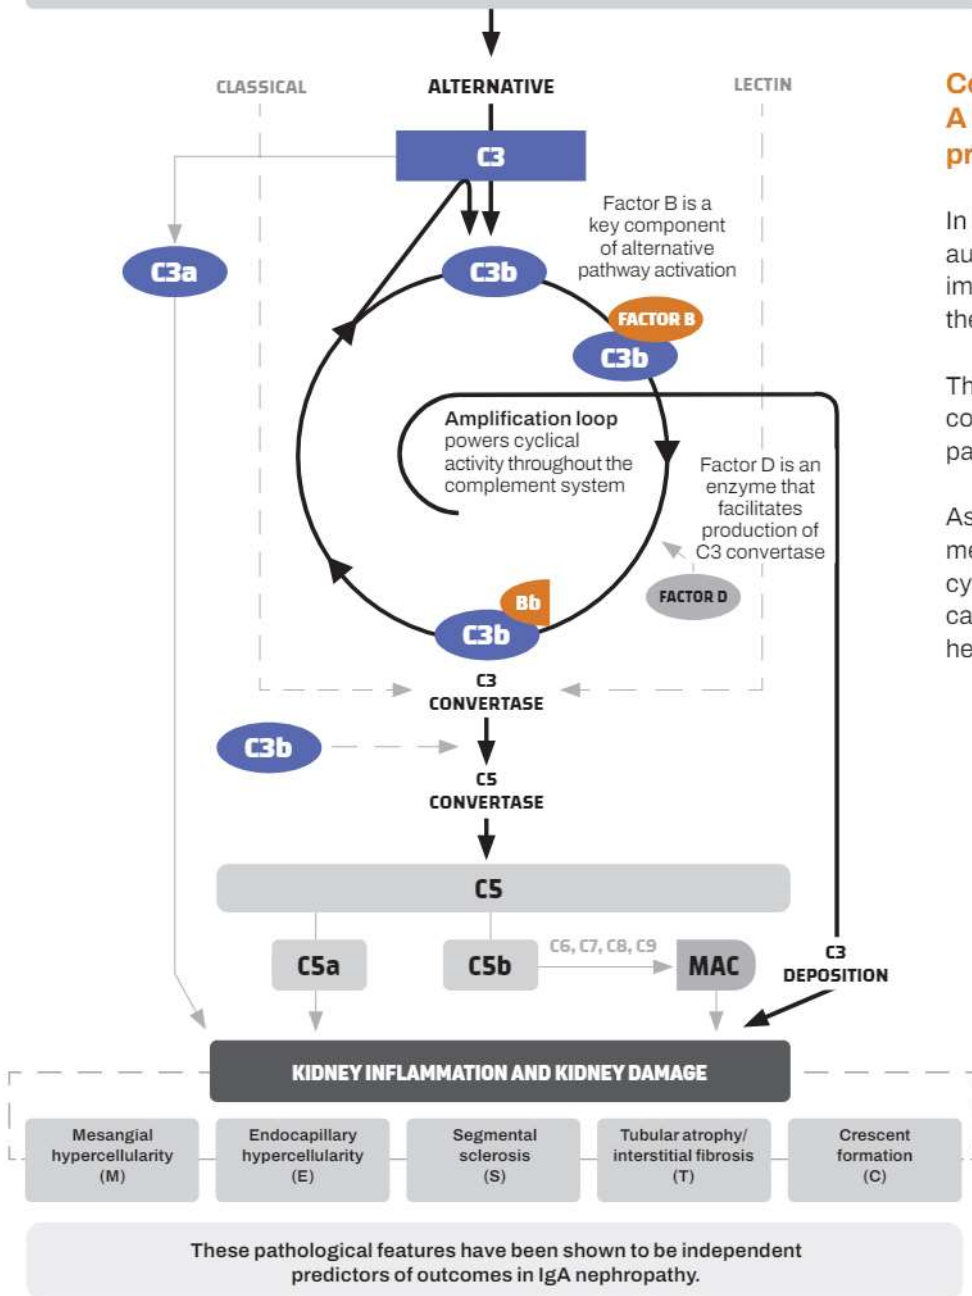 CLASSICAL
ALTERNATIVE
LECTIN
C3
C3a
C3b
Factor B is a
key component
of alternative
pathway activation
FACTOR B
C3b
Amplification loop
powers cyclical
activity throughout the
complement system
Factor D is an
enzyme that
facilitates
production of
C3 convertase
FACTOR D
Bb
C3b
C3
CONVERTASE
C3b
C5
CONVERTASE
C5
C5a
C5b
C6, C7, C8, C9
MAC
C3
DEPOSITION
KIDNEY INFLAMMATION AND KIDNEY DAMAGE
Mesangial
hypercellularity
(M)
Endocapillary
hypercellularity
(E)
Segmental
sclerosis
(S)
Tubular atrophy/
interstitial fibrosis
(T)
Crescent
formation
(C)
These pathological features have been shown to be independent
predictors of outcomes in IgA nephropathy.
A
In
As